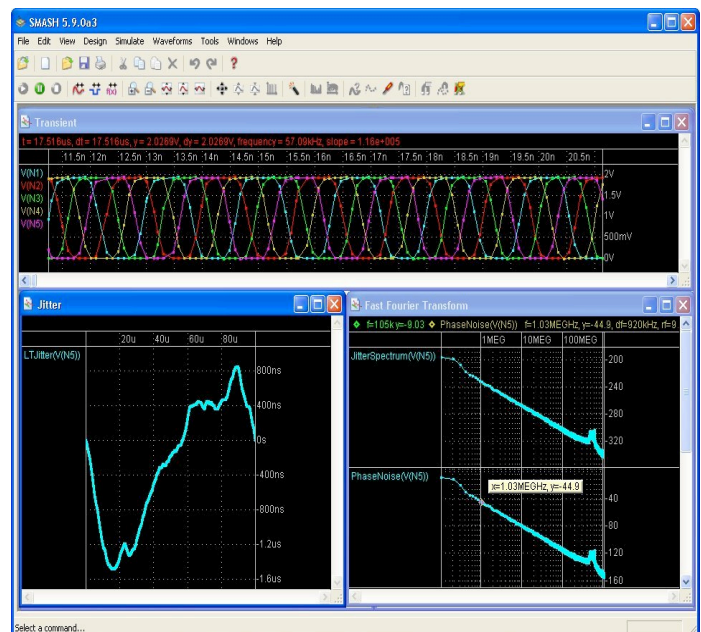 SMASH 5.9.0a3
File Edit View Design Simulate Waveforms Tools Windows Help
Transient
t = 17.516us, dt = 17.516us, y = 2.0269V, dy = 2.0269V, frequency = 57.09kHz, slope = 1.16e+005
11.5n 12n 12.5n 13n 13.5n 14n 14.5n 15n 15.5n 16n 16.5n 17n 17.5n 18n 18.5n 19n 19.5n 20n 20.5n
V(N1)
V(N2)
V(N3)
V(N4)
V(N5)
2V
1.5V
1V
500mV
0V
Jitter
20u 40u 60u 80u
LTJitter(V(N5))
800ns
400ns
0s
-400ns
-800ns
-1.2us
-1.6us
Fast Fourier Transform
f=105k y=-9.03 PhaseNoise(V(N5)) f=1.03MEGHz, y=-44.9, df=920kHz, rf=9
1MEG 10MEG 100MEG
JitterSpectrum(V(N5))
-200
-240
-280
-320
PhaseNoise(V(N5))
x=1.03MEGHz, y=-44.9
-40
-80
-120
-160
Select a command...